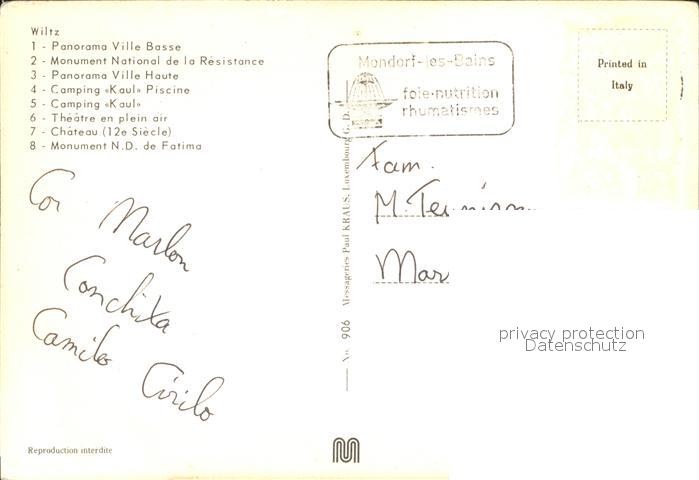 Wiltz
1 - Panorama Ville Basse
2 - Monument National de la Résistance
3 - Panorama Ville Haute
4 - Camping «Kaul» Piscine
5 - Camping «Kaul»
6 - Théâtre en plein air
7 - Château (12e Siècle)
8 - Monument N.D. de Fatima
Cor Marlon
Conchita
Camilo Cirilo
Reproduction interdite
No. 906 Messageries Paul KRAUS, Luxembourg G. D.
Mondorf-les-Bains
foie-nutrition
rhumatismes
Printed in
Italy
Fam.
M.
Mar
privacy protection
Datenschutz